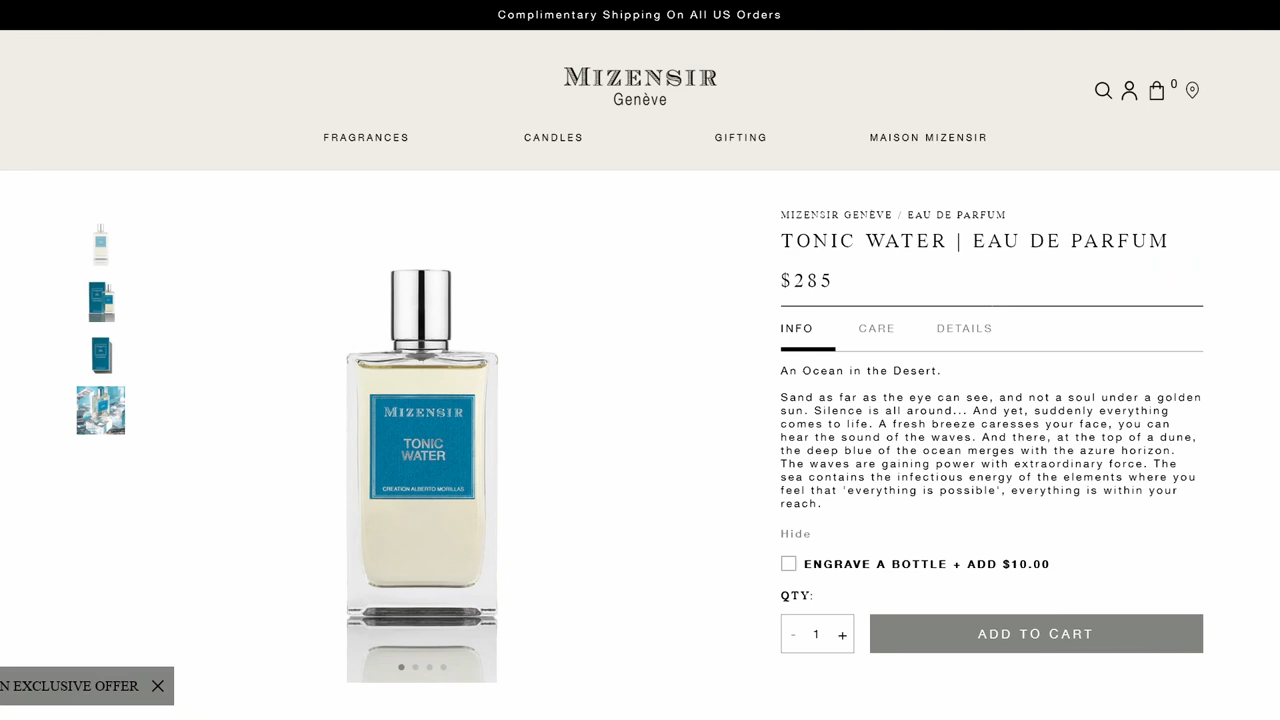 Complimentary Shipping On All US Orders
MIZENSIR
Genève
0
FRAGRANCES
CANDLES
GIFTING
MAISON MIZENSIR
MIZENSIR GENÈVE / EAU DE PARFUM
TONIC WATER | EAU DE PARFUM
$285
INFO
CARE
DETAILS
An Ocean in the Desert.
Sand as far as the eye can see, and not a soul under a golden
sun. Silence is all around... And yet, suddenly everything
comes to life. A fresh breeze caresses your face, you can
hear the sound of the waves. And there, at the top of a dune,
the deep blue of the ocean merges with the azure horizon.
The waves are gaining power with extraordinary force. The
sea contains the infectious energy of the elements where you
feel that 'everything is possible', everything is within your
reach.
Hide
ENGRAVE A BOTTLE + ADD $10.00
QTY:
- 1 +
ADD TO CART
MIZENSIR
TONIC
WATER
CREATION ALBERTO MORILLAS
N EXCLUSIVE OFFER